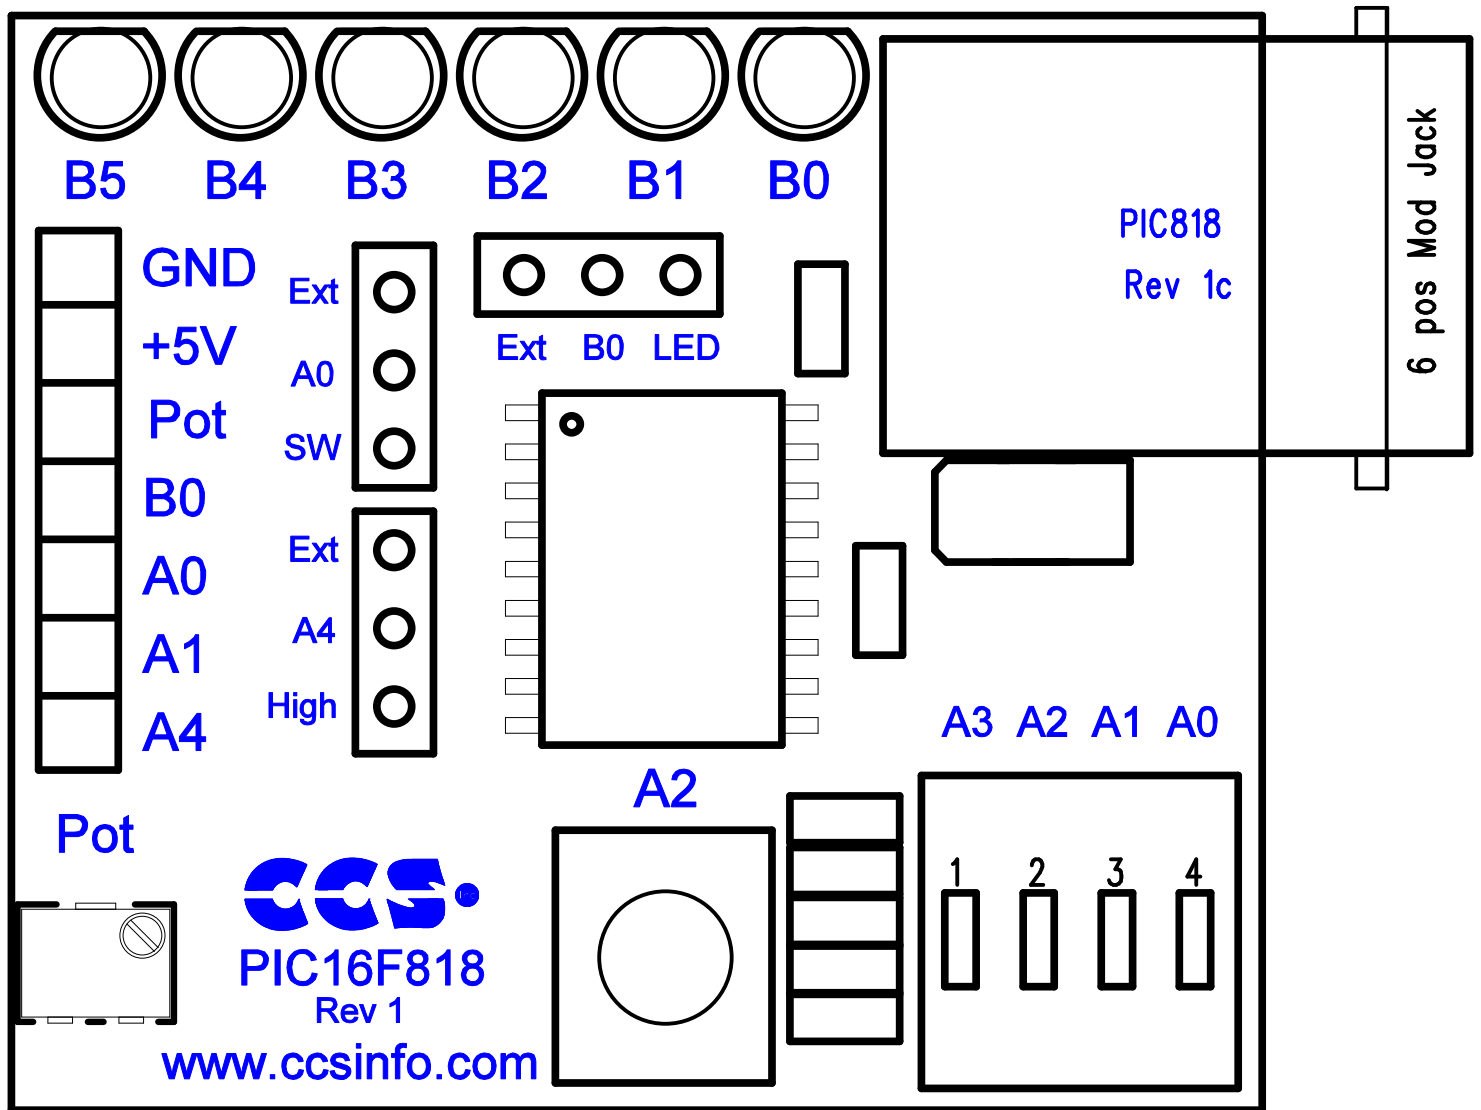 B5 B4 B3 B2 B1 B0
GND
+5V
Pot
B0
A0
A1
A4
Ext
A0
SW
Ext
A4
High
Ext B0 LED
PIC818
Rev 1c
6 pos Mod Jack
A3 A2 A1 A0
1 2 3 4
A2
Pot
CCS
PIC16F818
Rev 1
www.ccsinfo.com